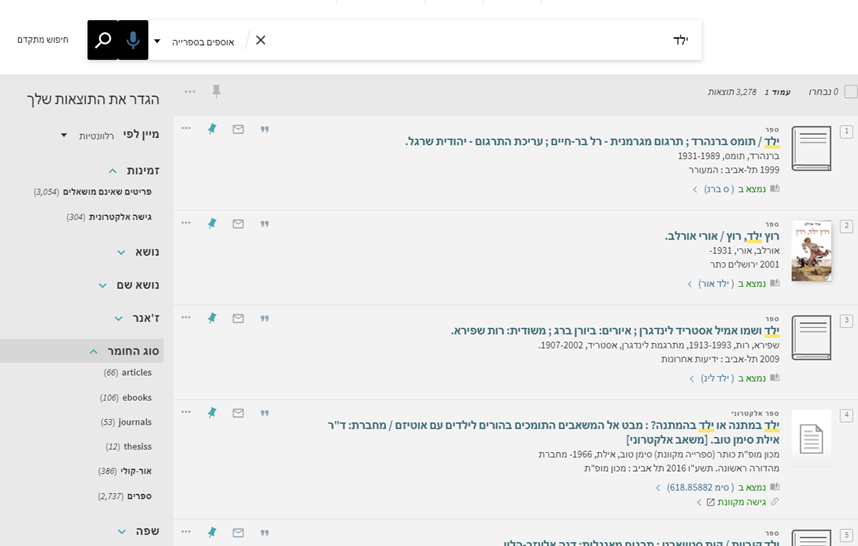 ילד
אוספים בספרייה
חיפוש מתקדם
0 נבחרו
עמוד 1 3,278 תוצאות
הגדר את התוצאות שלך
מיין לפי רלוונטיות
זמינות
פריטים שאינם מושאלים (3,054)
גישה אלקטרונית (304)
נושא
נושא שם
ז'אנר
סוג החומר
articles (66)
ebooks (106)
journals (53)
thesiss (12)
אור-קולי (386)
ספרים (2,737)
שפה
1
ספר
ילד / תומס ברנהרד ; תרגום מגרמנית - רל בר-חיים ; עריכת התרגום - יהודית שרגל.
ברנהרד, תומס, 1931-1989
1999 תל-אביב : המעורר
נמצא ב ( ס ברנ)
2
ספר
רוץ ילד, רוץ / אורי אורלב.
אורלב, אורי, 1931-
2001 ירושלים כתר
נמצא ב ( ילד אור)
3
ספר
ילד ושמו אמיל אסטריד לינדגרן ; איורים: ביורן ברג ; משודית: רות שפירא.
שפירא, רות, 1913-1993, מתרגמת לינדגרן, אסטריד, 1907-2002.
2009 תל-אביב : ידיעות אחרונות
נמצא ב ( ילד לינ)
4
ספר אלקטרוני
ילד במתנה או ילד בהמתנה? : מבט אל המשאבים התומכים בהורים לילדים עם אוטיזם / מחברת: ד"ר
אילת סימן טוב. [משאב אלקטרוני]
מכון מופ"ת כותר (ספרייה מקוונת) סימן טוב, אילת, 1966- מחברת
מהדורה ראשונה. תשע"ו 2016 תל אביב : מכון מופ"ת
נמצא ב ( סימ 618.85882)
גישה מקוונת
5
ספר